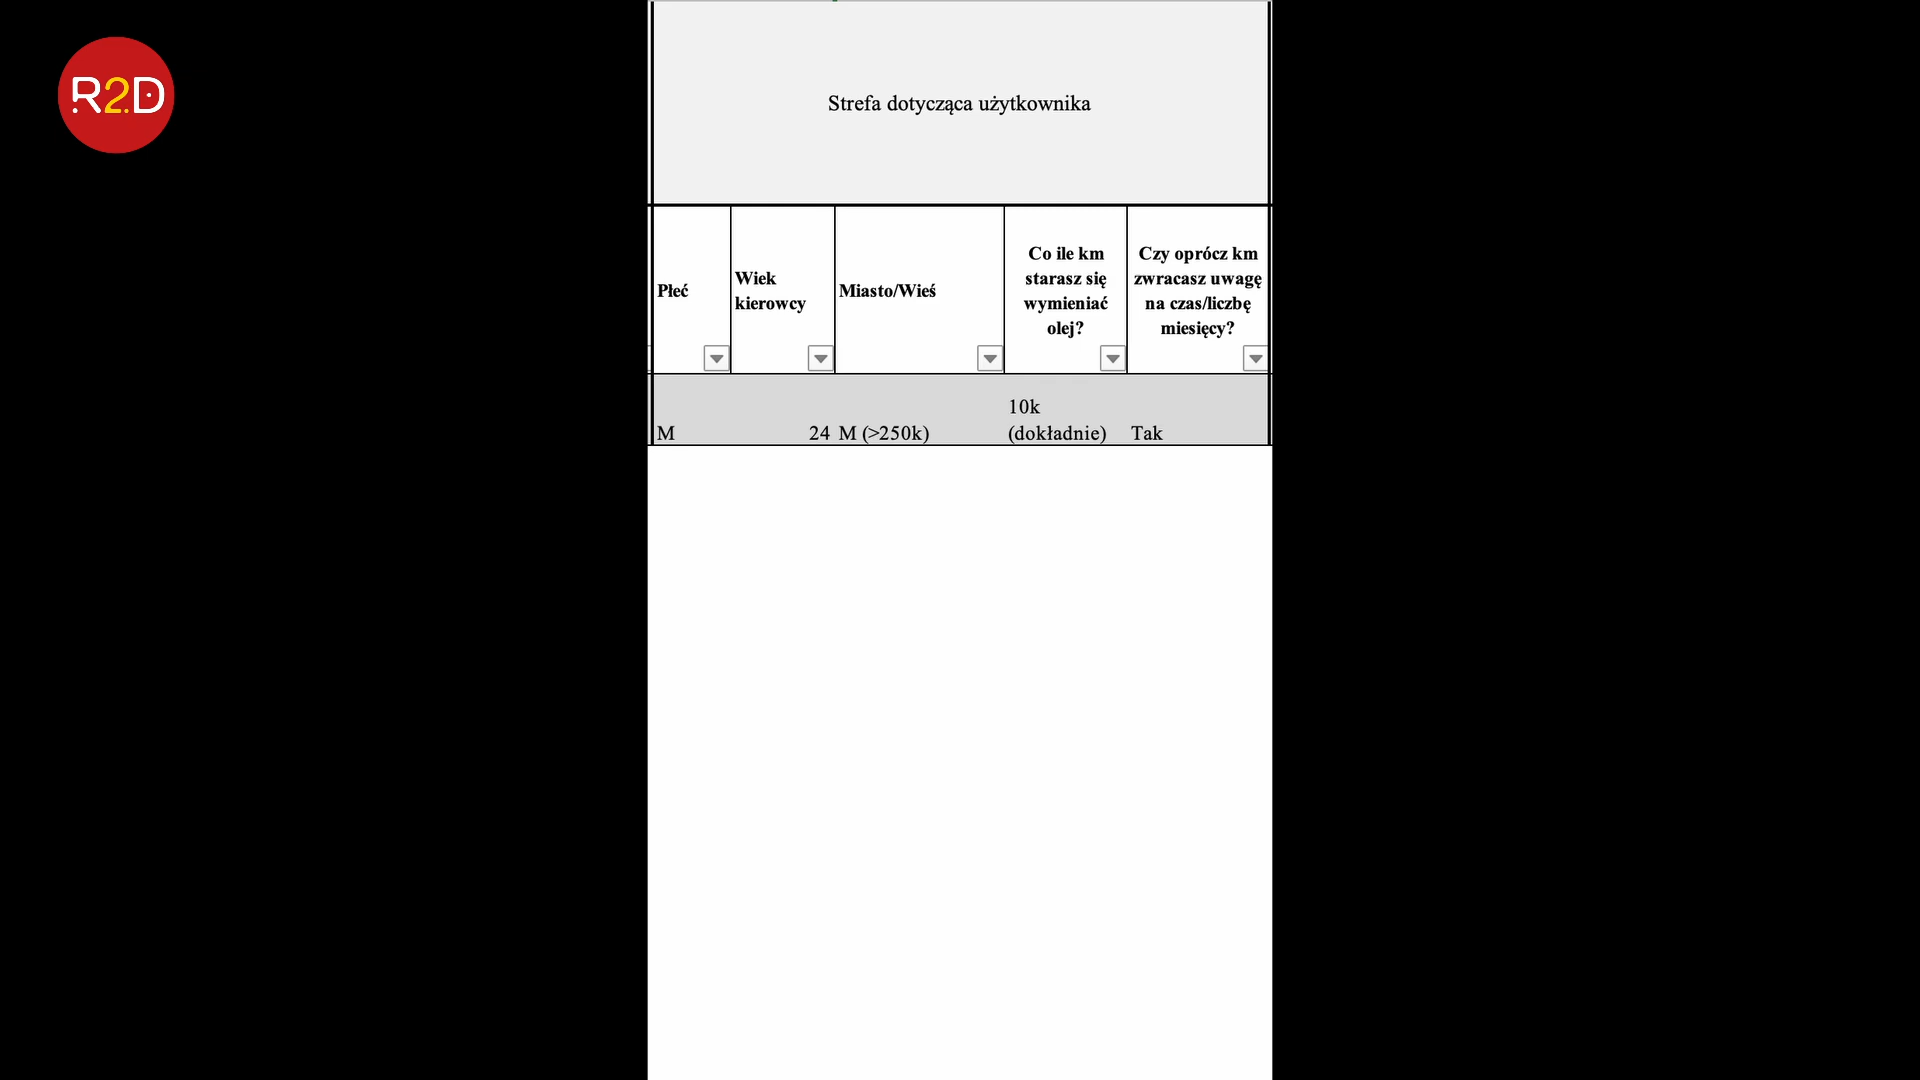 R2D
Strefa dotycząca użytkownika
Płeć
Wiek
kierowcy
Miasto/Wieś
Co ile km
starasz się
wymieniać
olej?
Czy oprócz km
zwracasz uwagę
na czas/liczbę
miesięcy?
M
24
M (>250k)
10k
(dokładnie)
Tak